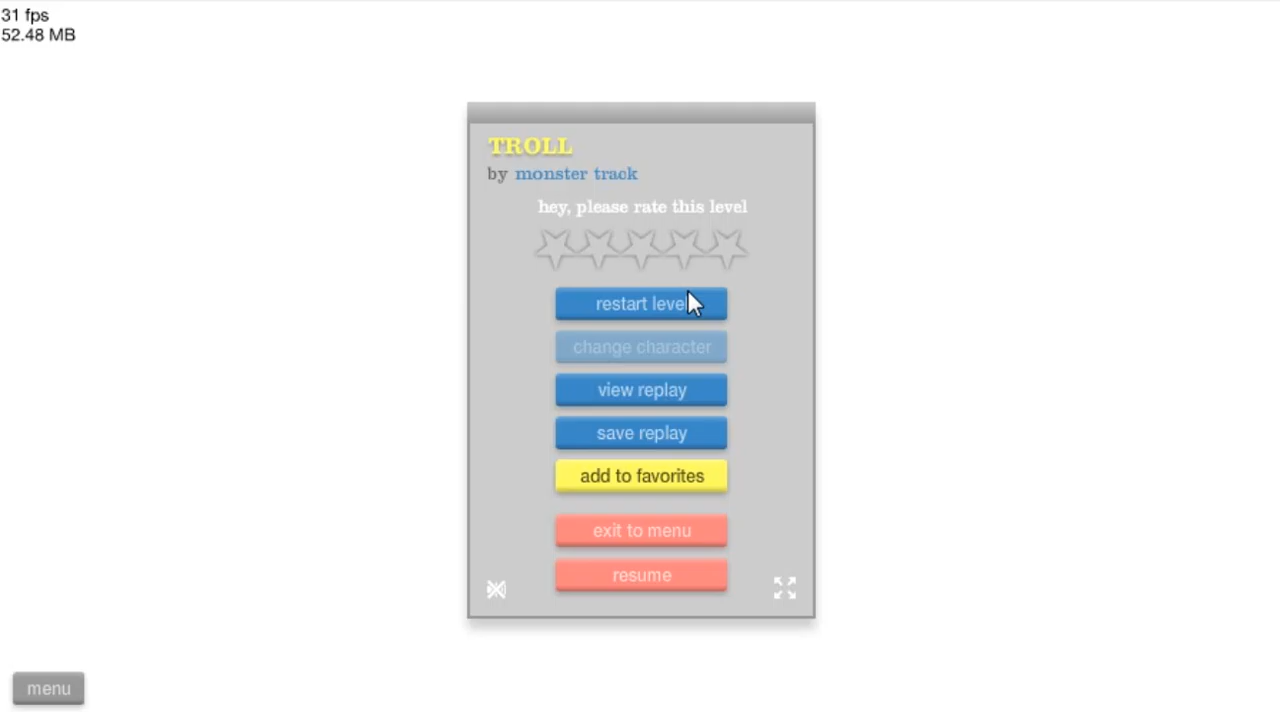 31 fps
52.48 MB
TROLL
by monster track
hey, please rate this level
restart level
change character
view replay
save replay
add to favorites
exit to menu
resume
menu